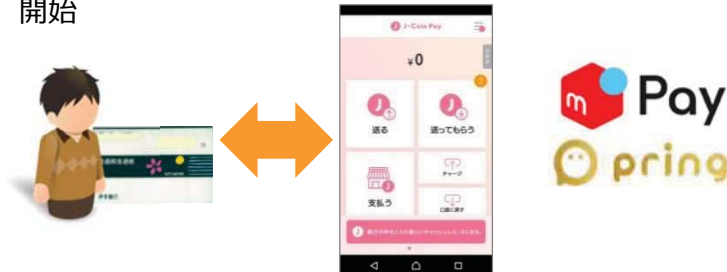 開始
J-Coin Pay
¥0
送る
送ってもらう
支払う
チャージ
口座に戻す
m Pay
pring